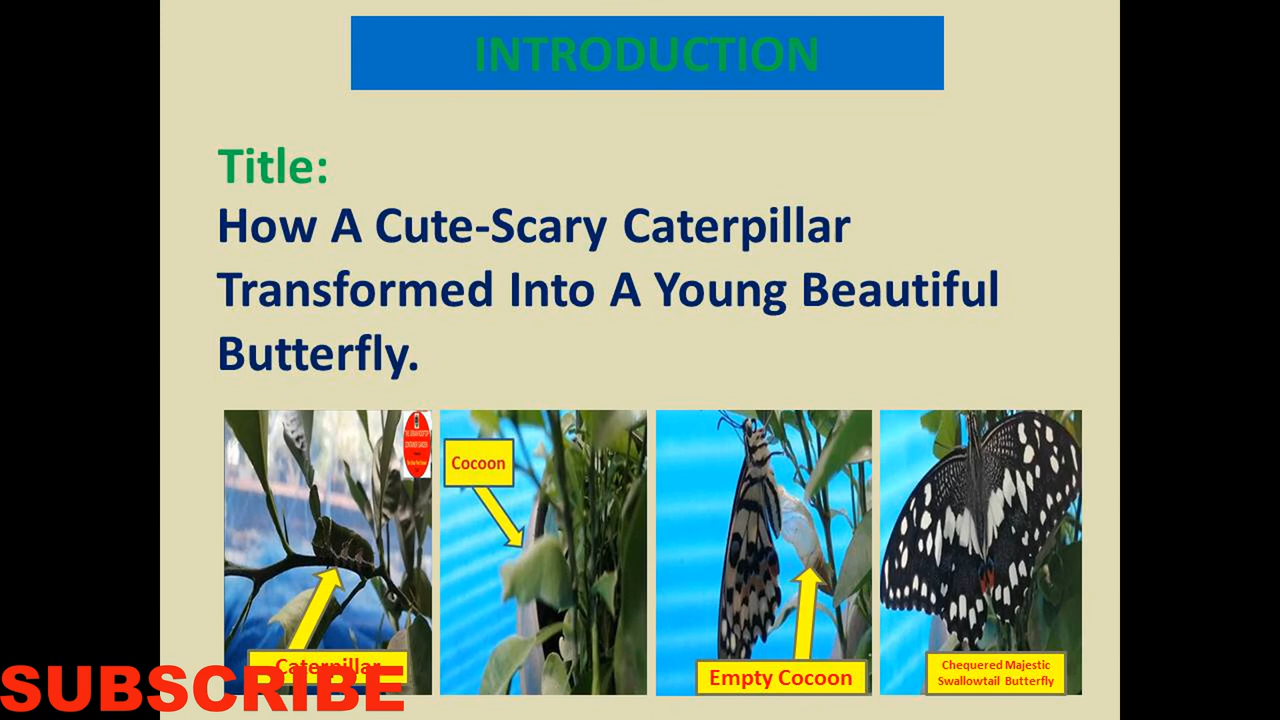 INTRODUCTION
Title:
How A Cute-Scary Caterpillar
Transformed Into A Young Beautiful
Butterfly.
Cocoon
Caterpillar
Empty Cocoon
Chequered Majestic
Swallowtail Butterfly
SUBSCRIBE